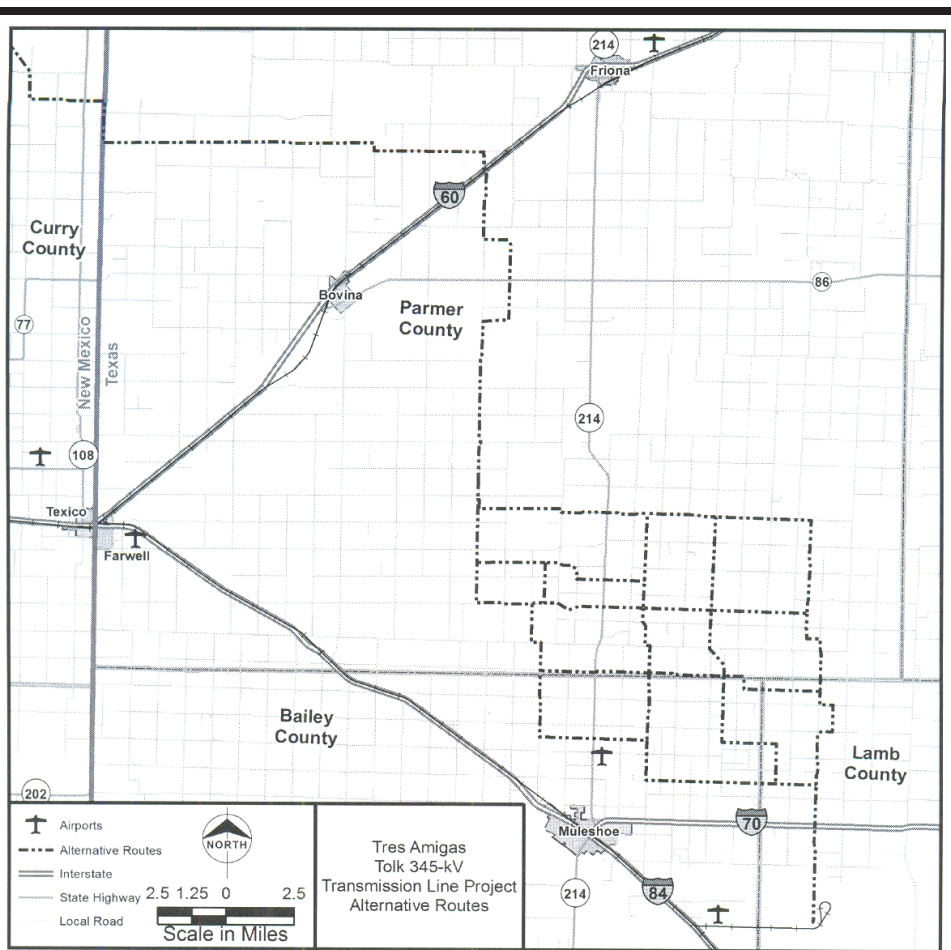 214
Friona
60
Curry
County
Bovina
86
Parmer
County
77
New Mexico
Texas
214
108
Texico
Farwell
Bailey
County
Lamb
County
202
Muleshoe
70
214
84
Airports
Alternative Routes
Interstate
State Highway
Local Road
NORTH
2.5 1.25 0 2.5
Scale in Miles
Tres Amigas
Tolk 345-kV
Transmission Line Project
Alternative Routes